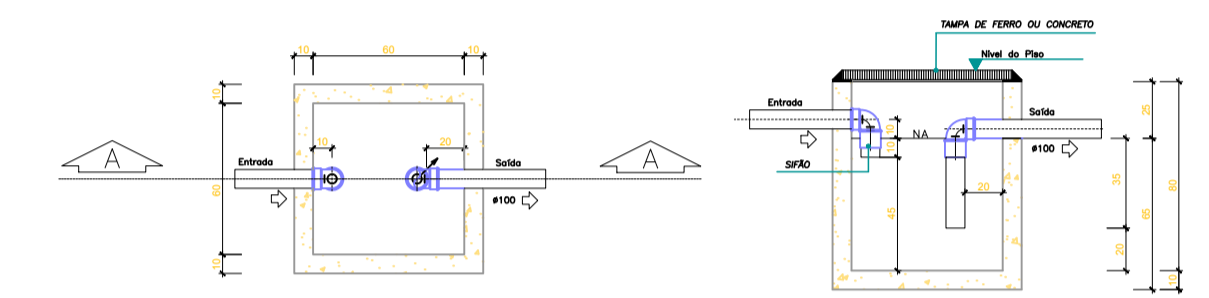 10
60
10
10
60
10
A
Entrada
10
20
Saída
ø100
A
TAMPA DE FERRO OU CONCRETO
Nível do Piso
Entrada
SIFÃO
10
10
NA
45
20
Saída
ø100
25
35
20
65
10
80